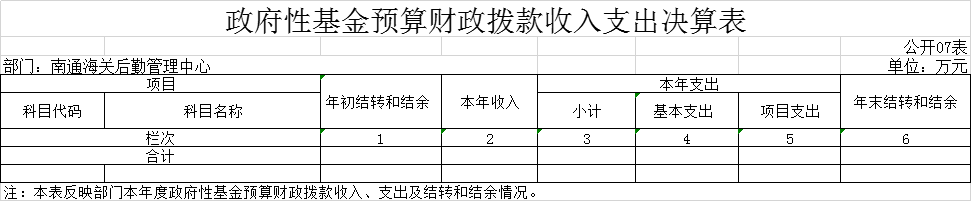 政府性基金预算财政拨款收入支出决算表
公开07表
部门：南通海关后勤管理中心 单位：万元
项目 年初结转和结余 本年收入 本年支出 年末结转和结余
科目代码 科目名称 小计 基本支出 项目支出
栏次 1 2 3 4 5 6
合计
注：本表反映部门本年度政府性基金预算财政拨款收入、支出及结转和结余情况。